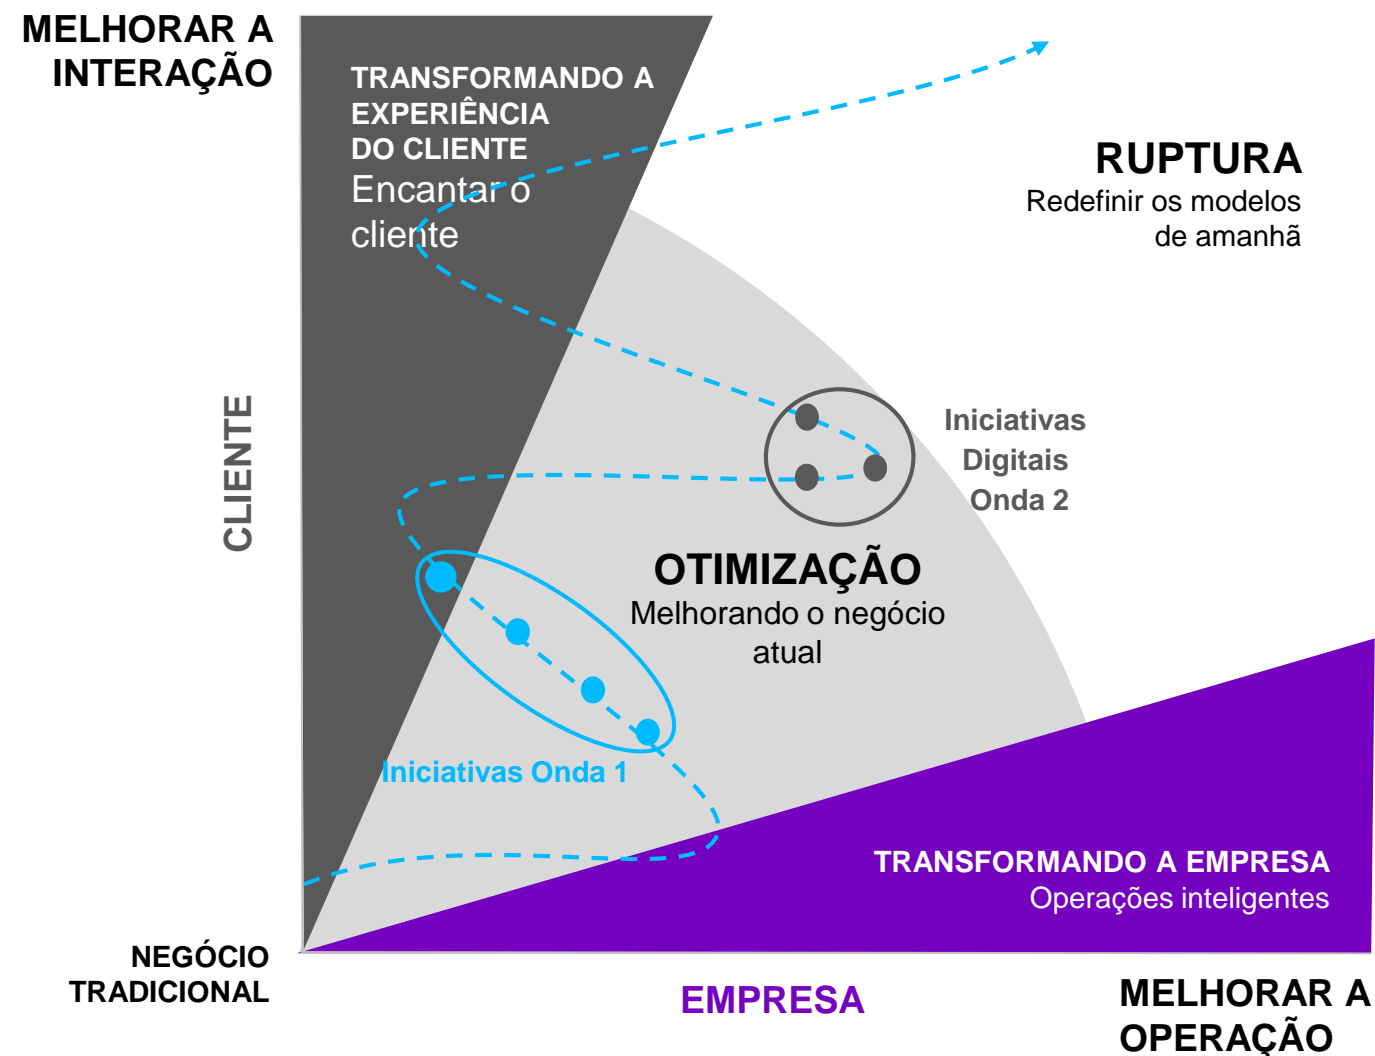 MELHORAR A
INTERAÇÃO
TRANSFORMANDO A
EXPERIÊNCIA
DO CLIENTE
Encantar o
cliente
RUPTURA
Redefinir os modelos
de amanhã
CLIENTE
Iniciativas
Digitais
Onda 2
OTIMIZAÇÃO
Melhorando o negócio
atual
Iniciativas Onda 1
TRANSFORMANDO A EMPRESA
Operações inteligentes
NEGÓCIO
TRADICIONAL
EMPRESA
MELHORAR A
OPERAÇÃO